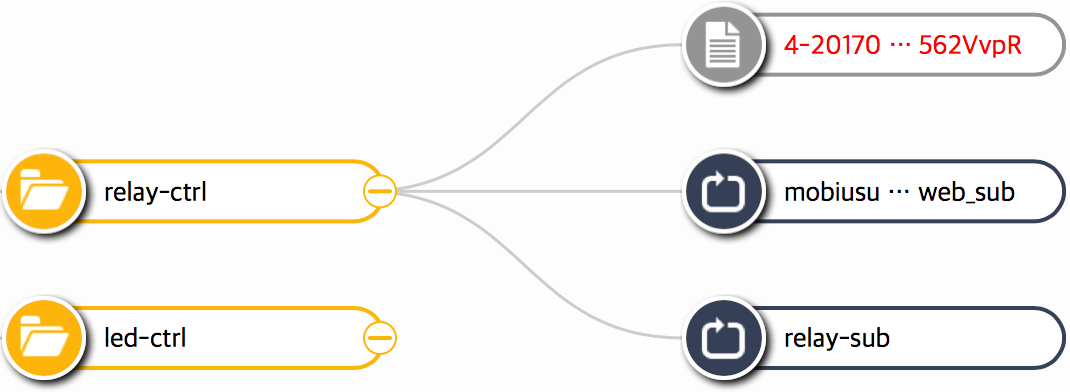 4-20170 ··· 562VvpR
relay-ctrl
mobiusu ··· web_sub
led-ctrl
relay-sub